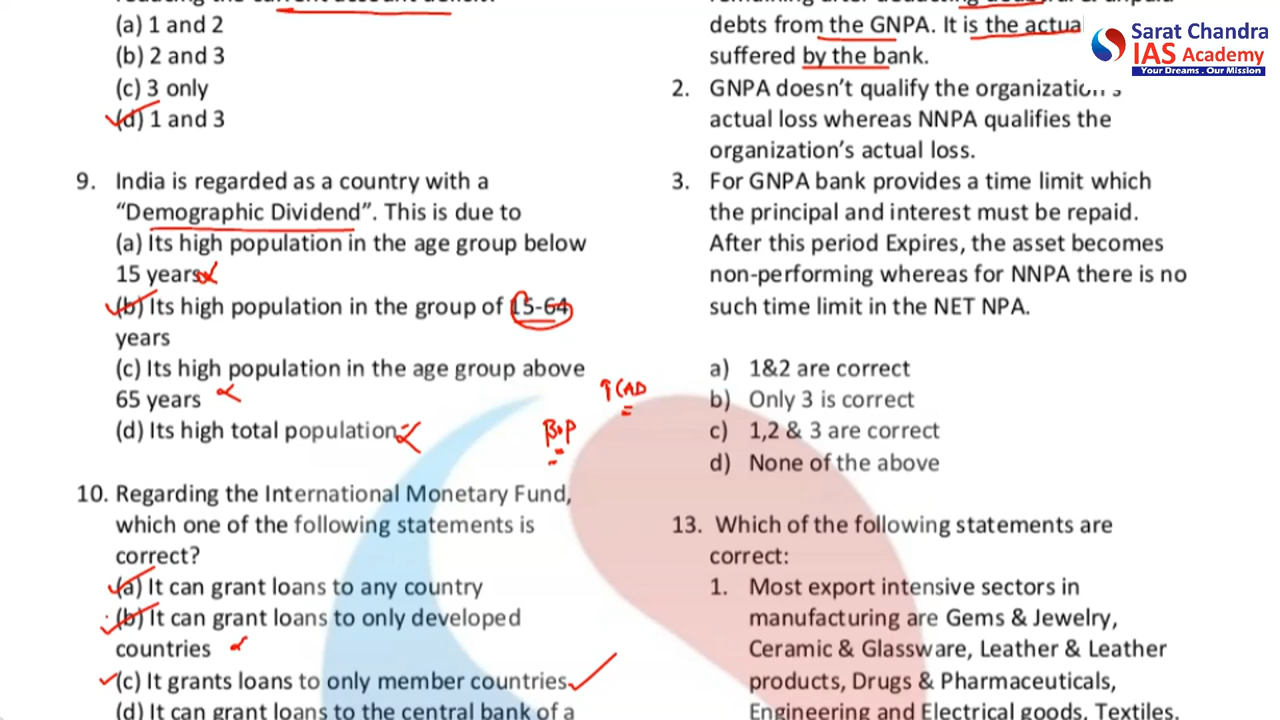 (a) 1 and 2
(b) 2 and 3
(c) 3 only
(d) 1 and 3
9. India is regarded as a country with a
“Demographic Dividend”. This is due to
(a) Its high population in the age group below
15 years
(b) Its high population in the group of 15-64
years
(c) Its high population in the age group above
65 years
(d) Its high total population
↑CAD
BOP
10. Regarding the International Monetary Fund,
which one of the following statements is
correct?
(a) It can grant loans to any country
(b) It can grant loans to only developed
countries
(c) It grants loans to only member countries
(d) It can grant loans to the central bank of a
debts from the GNPA. It is the actua
suffered by the bank.
2. GNPA doesn’t qualify the organization's
actual loss whereas NNPA qualifies the
organization’s actual loss.
3. For GNPA bank provides a time limit which
the principal and interest must be repaid.
After this period Expires, the asset becomes
non-performing whereas for NNPA there is no
such time limit in the NET NPA.
a) 1&2 are correct
b) Only 3 is correct
c) 1,2 & 3 are correct
d) None of the above
13. Which of the following statements are
correct:
1. Most export intensive sectors in
manufacturing are Gems & Jewelry,
Ceramic & Glassware, Leather & Leather
products, Drugs & Pharmaceuticals,
Engineering and Electrical goods, Textiles,
Sarat Chandra
IAS Academy
Your Dreams . Our Mission